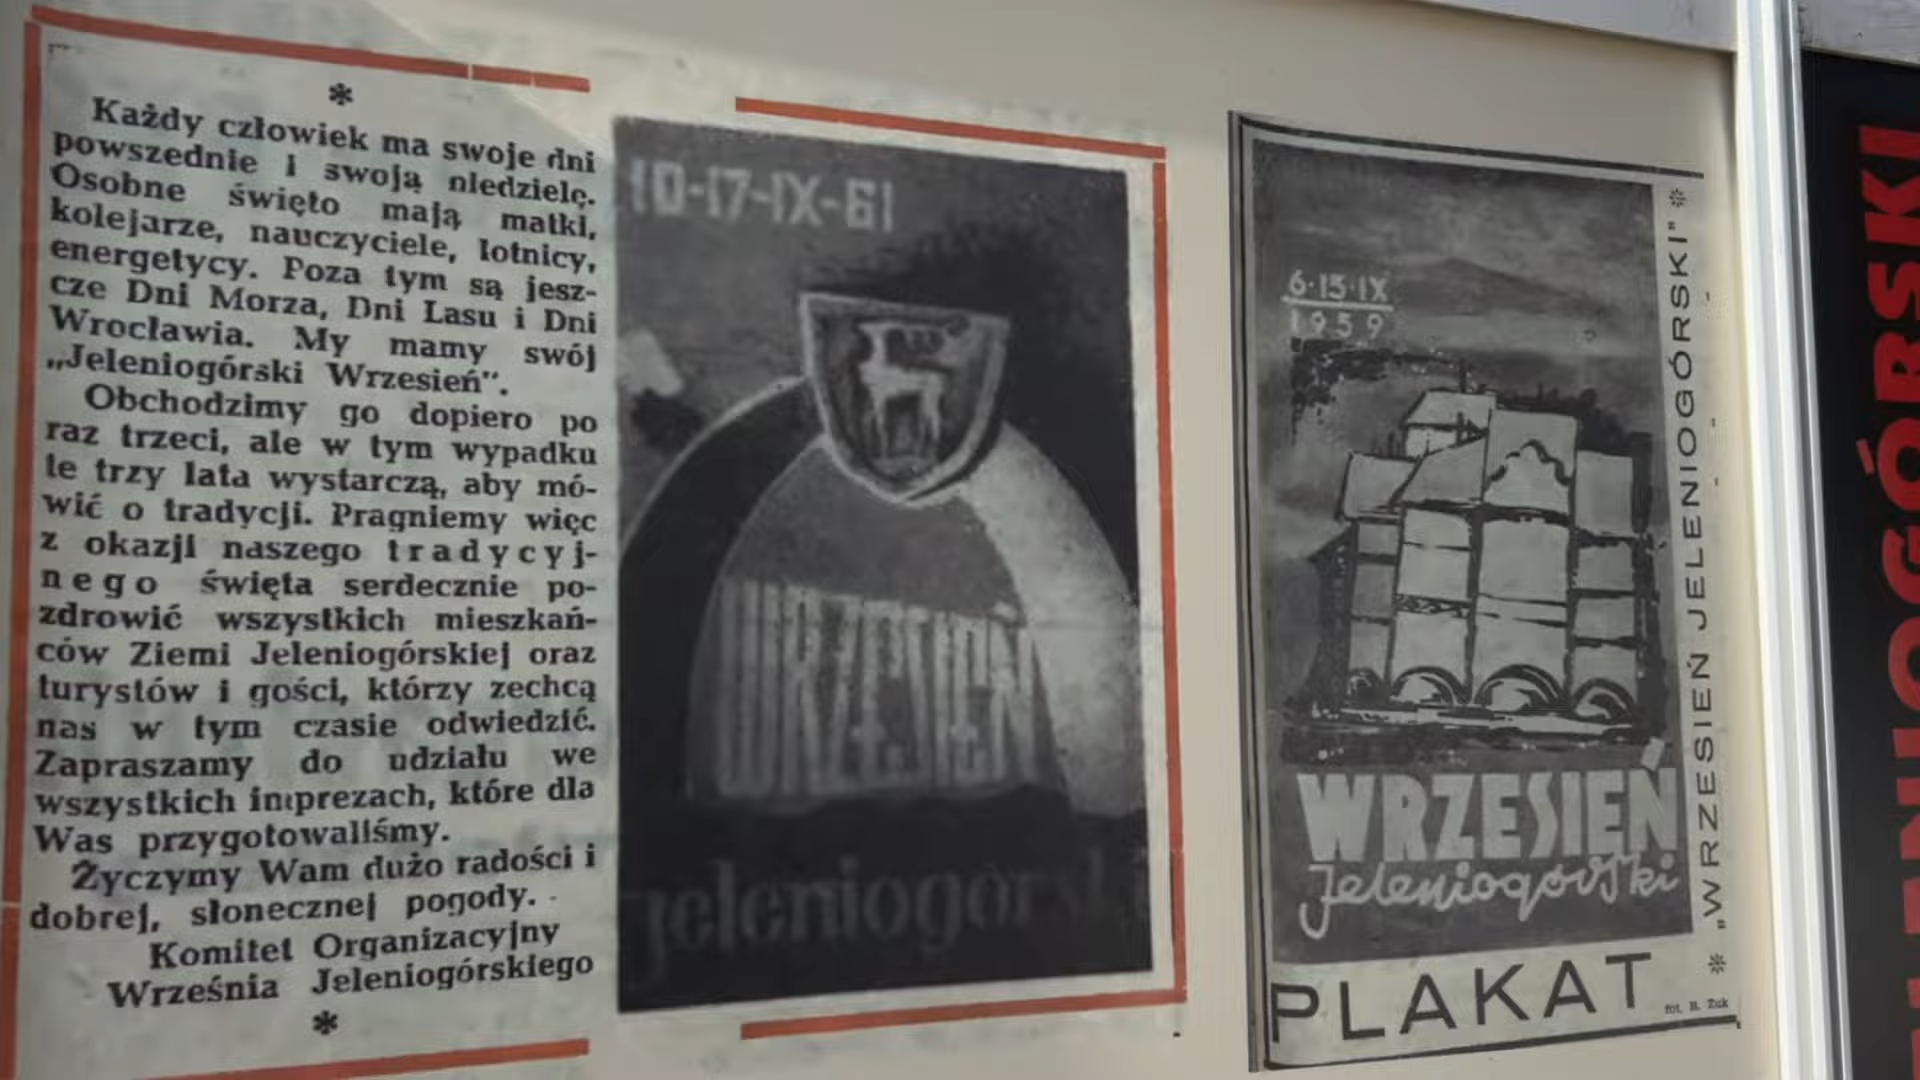 *
Każdy człowiek ma swoje dni
powszednie i swoją niedzielę.
Osobne święto mają matki,
kolejarze, nauczyciele, lotnicy,
energetycy. Poza tym są jesz-
cze Dni Morza, Dni Lasu i Dni
Wrocławia. My mamy swój
„Jeleniogórski Wrzesień".
Obchodzimy go dopiero po
raz trzeci, ale w tym wypadku
te trzy lata wystarczą, aby mó-
wić o tradycji. Pragniemy więc
z okazji naszego tradycyj-
nego święta serdecznie po-
zdrowić wszystkich mieszkań-
ców Ziemi Jeleniogórskiej oraz
turystów i gości, którzy zechcą
nas w tym czasie odwiedzić.
Zapraszamy do udziału we
wszystkich imprezach, które dla
Was przygotowaliśmy.
Życzymy Wam dużo radości i
dobrej, słonecznej pogody.
Komitet Organizacyjny
Września Jeleniogórskiego
*
10-17-IX-61
WRZESIEŃ
jeleniogorski
6·15·IX
1959
WRZESIEŃ
Jeleniogórski
PLAKAT
fot. B. Żuk
* „WRZESIEŃ JELENIOGÓRSKI" *
ENIOGÓRSKI